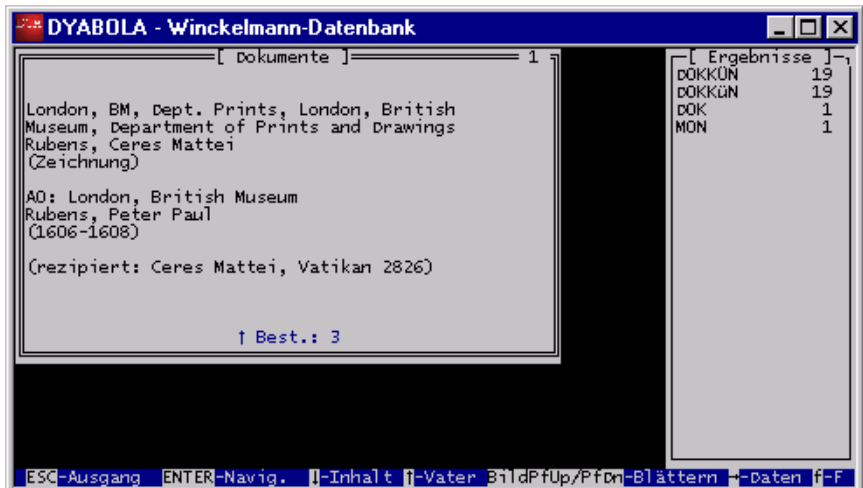 DYABOLA - Winckelmann-Datenbank
[ Dokumente ] 1
London, BM, Dept. Prints, London, British
Museum, Department of Prints and Drawings
Rubens, Ceres Mattei
(Zeichnung)
AO: London, British Museum
Rubens, Peter Paul
(1606-1608)
(rezipiert: Ceres Mattei, Vatikan 2826)
↑ Best.: 3
[ Ergebnisse ]
DOKKÜN 19
DOKKüN 19
DOK 1
MON 1
ESC-Ausgang ENTER-Navig. ↓-Inhalt ↑-Vater BildPfUp/PfDn-Blättern →-Daten f-F